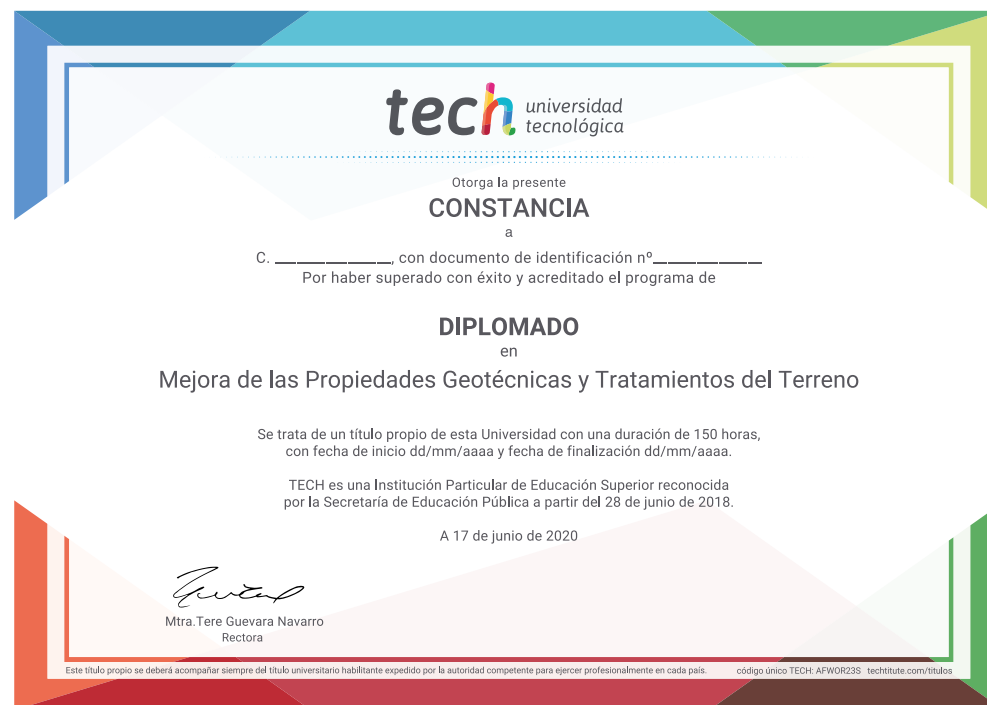 tech universidad
tecnológica
Otorga la presente
CONSTANCIA
a
C. ________________, con documento de identificación nº_______________
Por haber superado con éxito y acreditado el programa de
DIPLOMADO
en
Mejora de las Propiedades Geotécnicas y Tratamientos del Terreno
Se trata de un título propio de esta Universidad con una duración de 150 horas,
con fecha de inicio dd/mm/aaaa y fecha de finalización dd/mm/aaaa.
TECH es una Institución Particular de Educación Superior reconocida
por la Secretaría de Educación Pública a partir del 28 de junio de 2018.
A 17 de junio de 2020
Mtra.Tere Guevara Navarro
Rectora
Este título propio se deberá acompañar siempre del título universitario habilitante expedido por la autoridad competente para ejercer profesionalmente en cada país. código único TECH: AFWOR23S techtitute.com/titulos